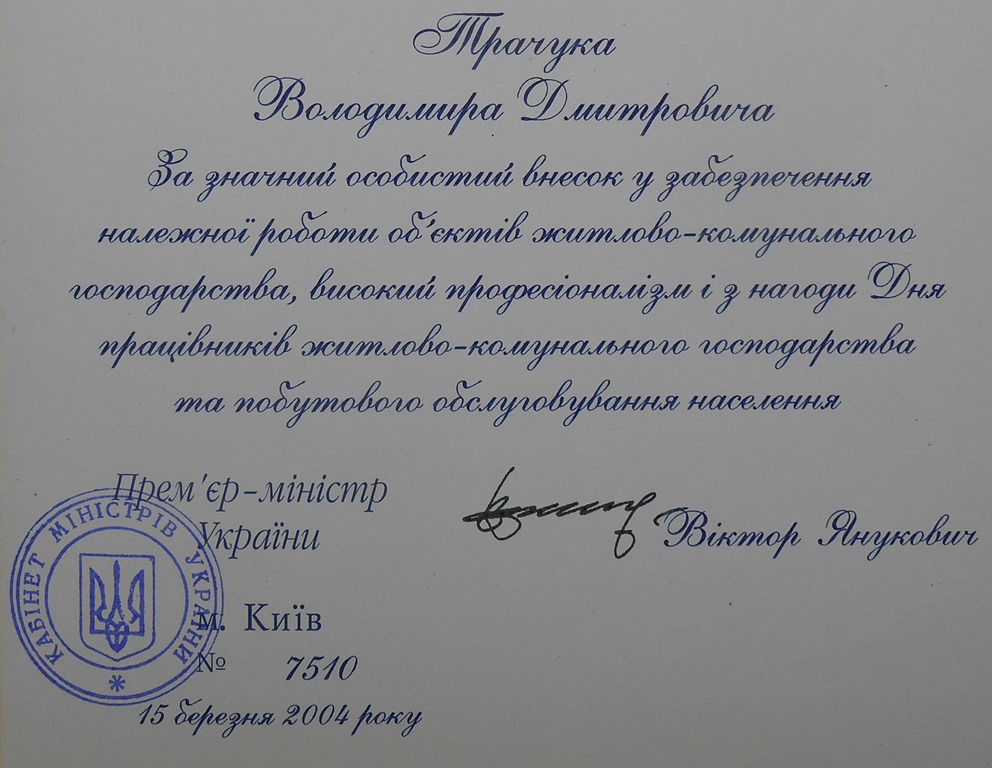 Трачука
Володимира Дмитровича
За значний особистий внесок у забезпечення
належної роботи об'єктів житлово-комунального
господарства, високий професіоналізм і з нагоди Дня
працівників житлово-комунального господарства
та побутового обслуговування населення
Прем'єр-міністр
України
Віктор Янукович
КАБІНЕТ МІНІСТРІВ УКРАЇНИ
м. Київ
№ 7510
15 березня 2004 року